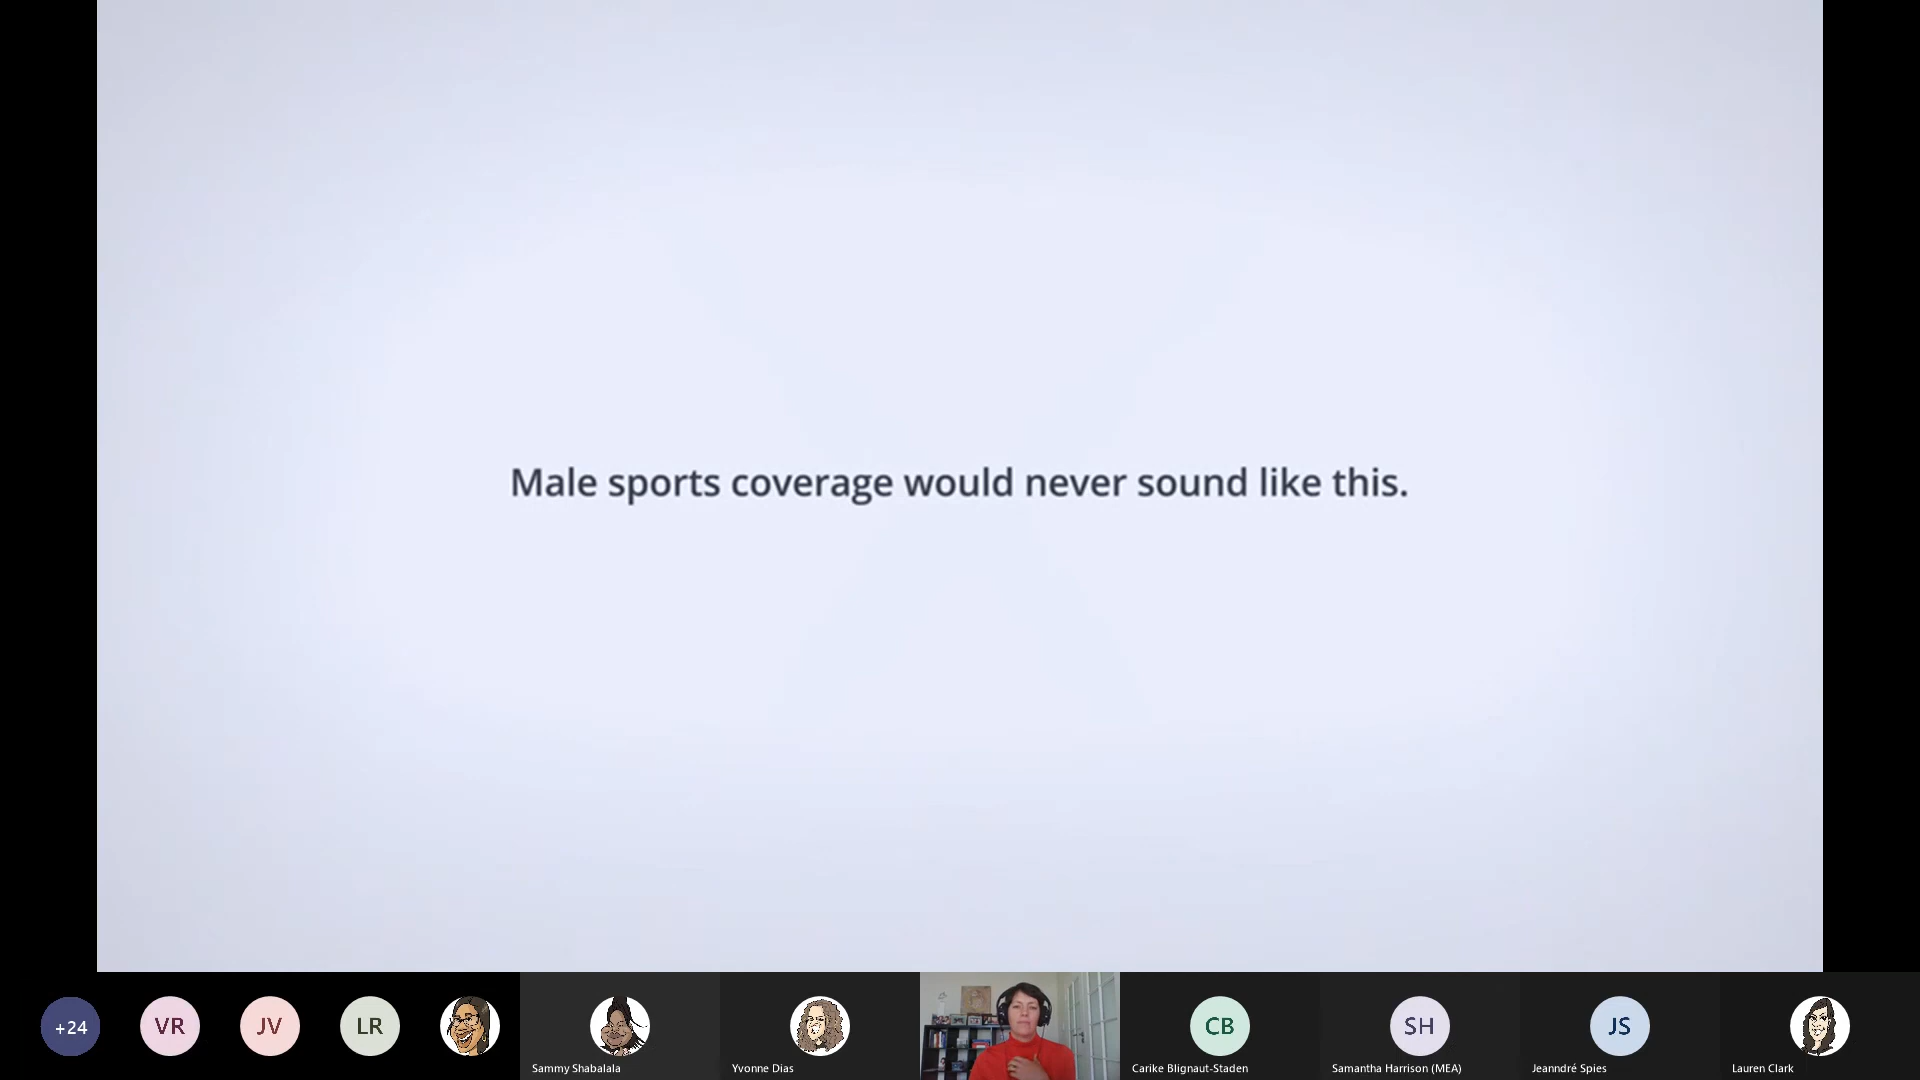 Male sports coverage would never sound like this.
+24
VR
JV
LR
Sammy Shabalala
Yvonne Dias
CB
Carike Blignaut-Staden
SH
Samantha Harrison (MEA)
JS
Jeanndré Spies
Lauren Clark